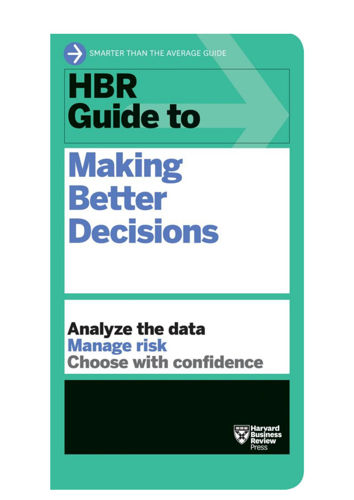 SMARTER THAN THE AVERAGE GUIDE
HBR
Guide to
Making
Better
Decisions
Analyze the data
Manage risk
Choose with confidence
Harvard
Business
Review
Press